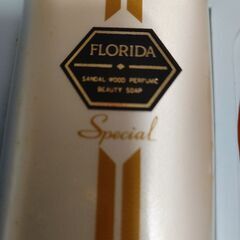 FLORIDA
SANDAL WOOD PERFUME
BEAUTY SOAP
Special